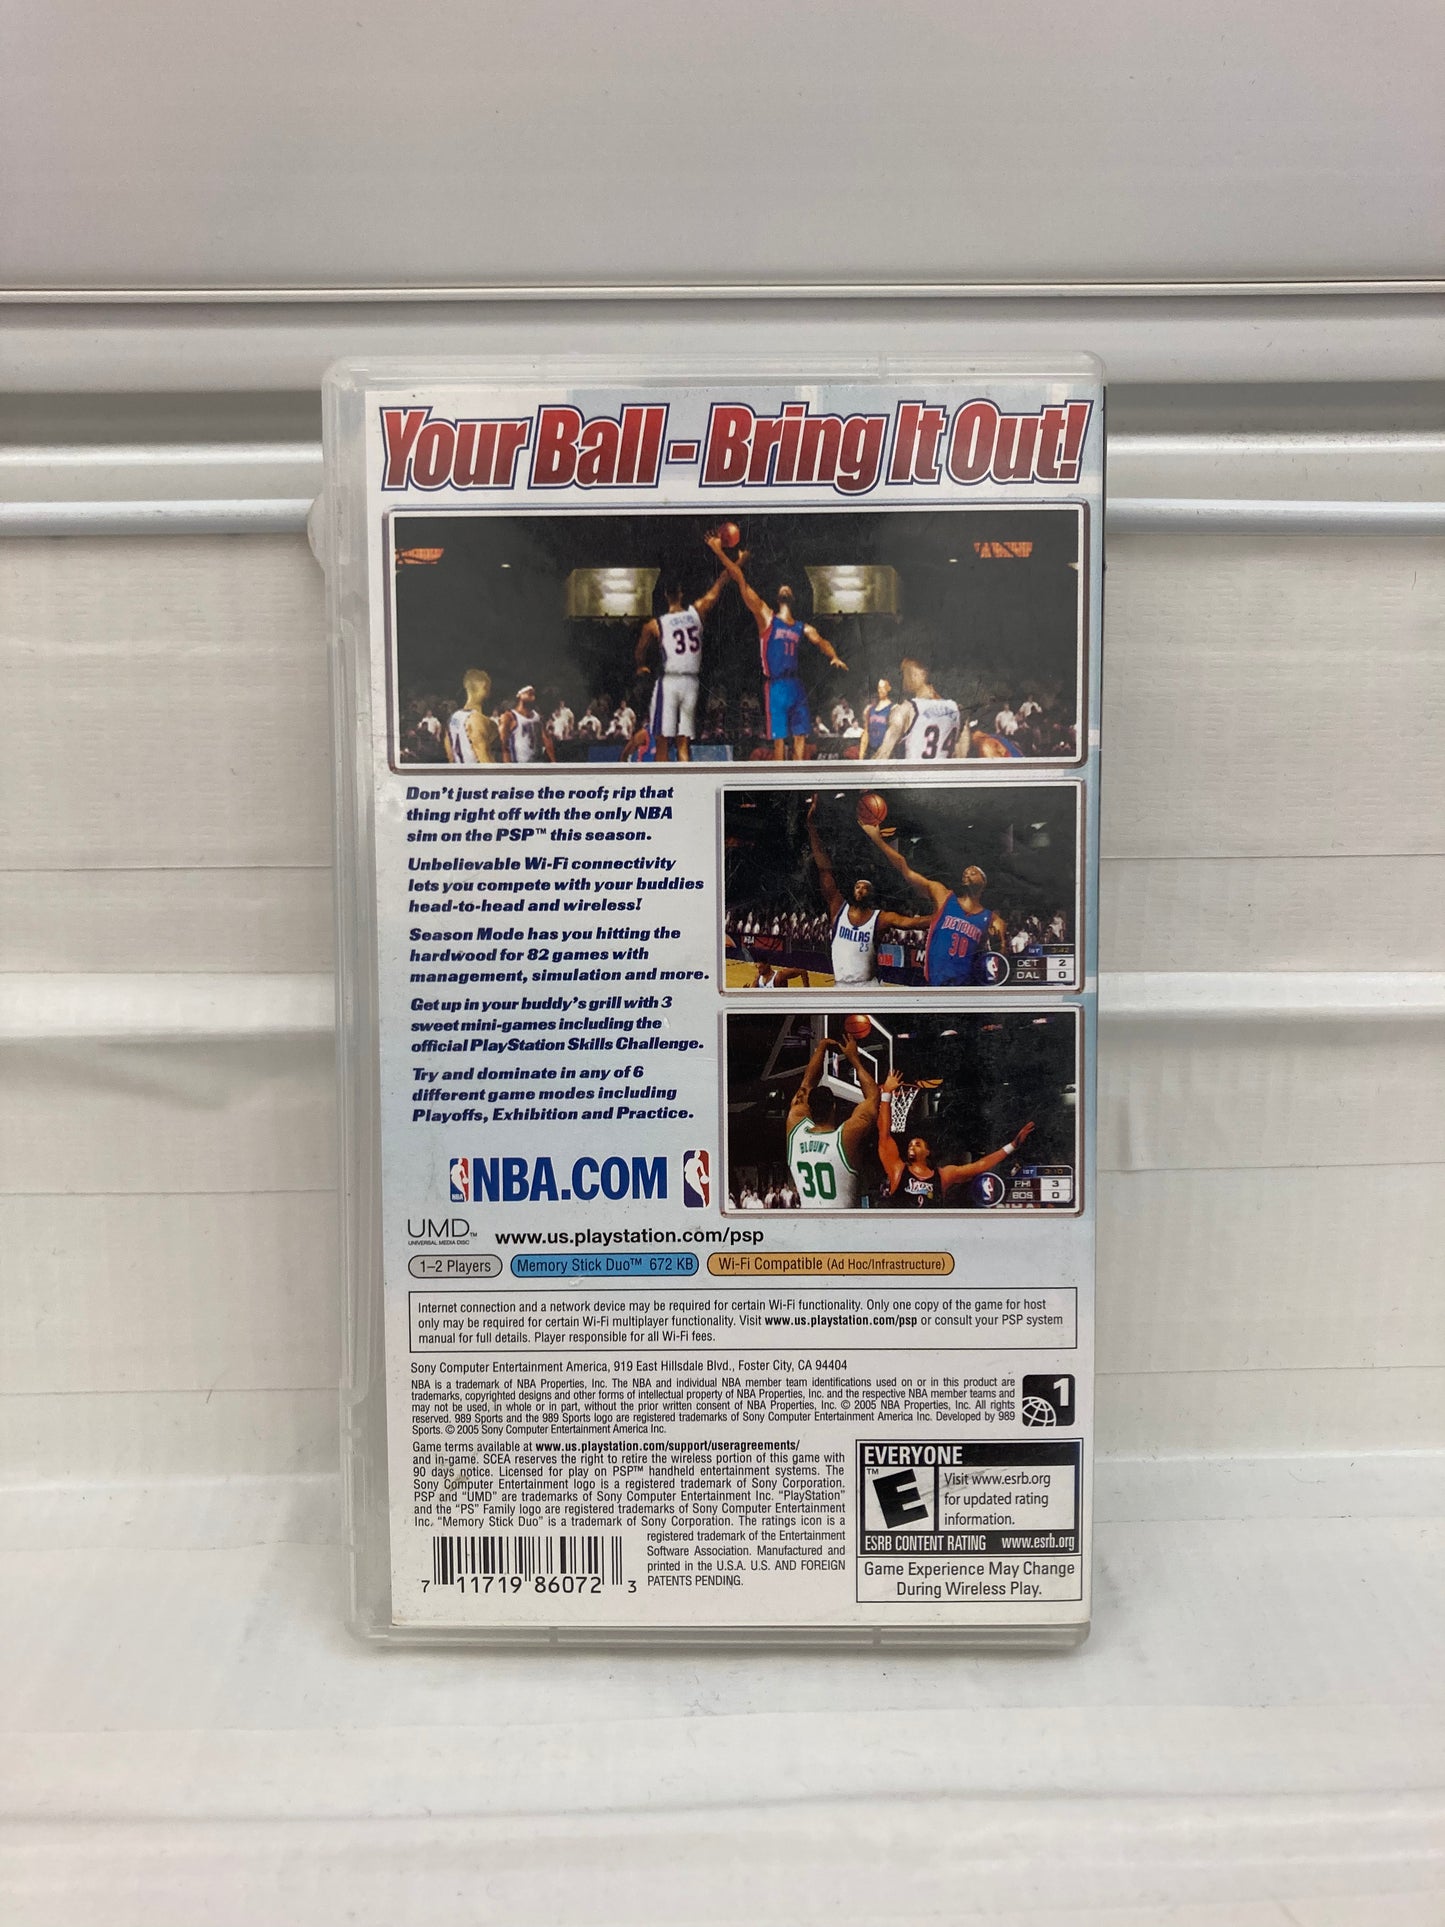 Your Ball - Bring It Out!
35
11
34
Don't just raise the roof; rip that
thing right off with the only NBA
sim on the PSP™ this season.
Unbelievable Wi-Fi connectivity
lets you compete with your buddies
head-to-head and wireless!
Season Mode has you hitting the
hardwood for 82 games with
management, simulation and more.
Get up in your buddy's grill with 3
sweet mini-games including the
official PlayStation Skills Challenge.
Try and dominate in any of 6
different game modes including
Playoffs, Exhibition and Practice.
DALLAS
25
DETROIT
30
1ST 3:42
DET 2
DAL 0
BLOUNT
30
SIXERS
9
1ST 3:10
PHI 3
BOS 0
NBA
NBA.COM
UMD™
UNIVERSAL MEDIA DISC
www.us.playstation.com/psp
1–2 Players
Memory Stick Duo™ 672 KB
Wi-Fi Compatible (Ad Hoc/Infrastructure)
Internet connection and a network device may be required for certain Wi-Fi functionality. Only one copy of the game for host
only may be required for certain Wi-Fi multiplayer functionality. Visit www.us.playstation.com/psp or consult your PSP system
manual for full details. Player responsible for all Wi-Fi fees.
Sony Computer Entertainment America, 919 East Hillsdale Blvd., Foster City, CA 94404
NBA is a trademark of NBA Properties, Inc. The NBA and individual NBA member team identifications used on or in this product are
trademarks, copyrighted designs and other forms of intellectual property of NBA Properties, Inc. and the respective NBA member teams and
may not be used, in whole or in part, without the prior written consent of NBA Properties, Inc. © 2005 NBA Properties, Inc. All rights
reserved. 989 Sports and the 989 Sports logo are registered trademarks of Sony Computer Entertainment America Inc. Developed by 989
Sports. © 2005 Sony Computer Entertainment America Inc.
1
Game terms available at www.us.playstation.com/support/useragreements/
and in-game. SCEA reserves the right to retire the wireless portion of this game with
90 days notice. Licensed for play on PSP™ handheld entertainment systems. The
Sony Computer Entertainment logo is a registered trademark of Sony Corporation.
PSP and "UMD" are trademarks of Sony Computer Entertainment Inc. "PlayStation"
and the "PS" Family logo are registered trademarks of Sony Computer Entertainment
Inc. "Memory Stick Duo" is a trademark of Sony Corporation. The ratings icon is a
registered trademark of the Entertainment
Software Association. Manufactured and
printed in the U.S.A. U.S. AND FOREIGN
PATENTS PENDING.
7 11719 86072 3
EVERYONE
E™
Visit www.esrb.org
for updated rating
information.
ESRB CONTENT RATING www.esrb.org
Game Experience May Change
During Wireless Play.